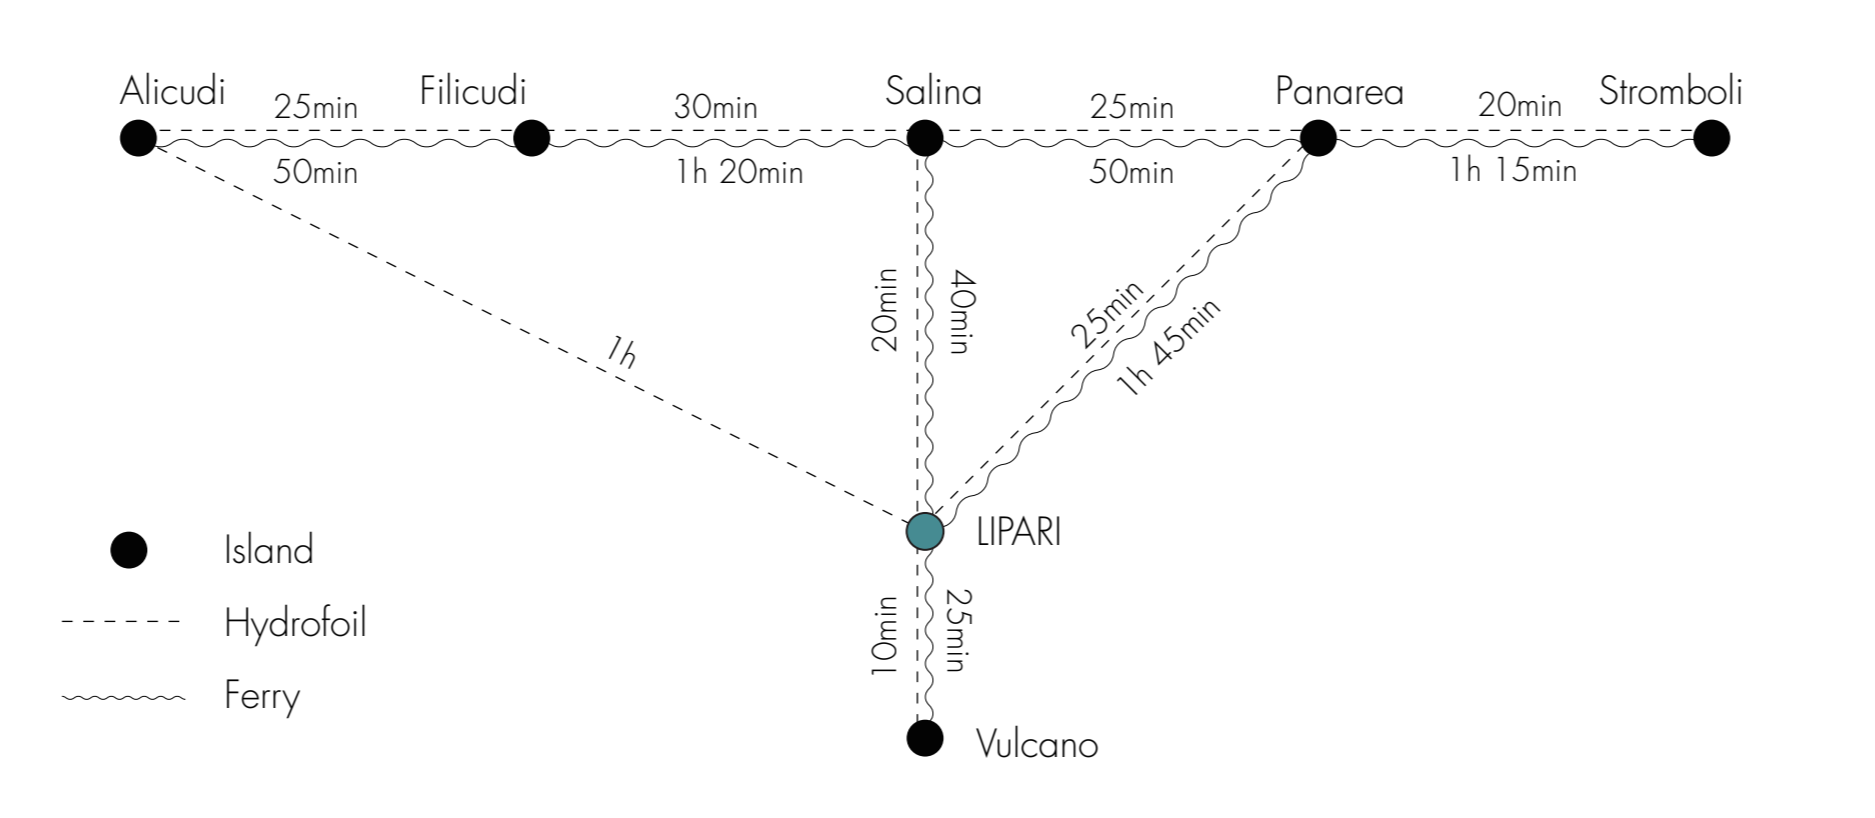 Alicudi
Filicudi
Salina
Panarea
Stromboli
25min
30min
25min
20min
50min
1h 20min
50min
1h 15min
1h
20min
40min
25min
1h 45min
LIPARI
10min
25min
Vulcano
Island
Hydrofoil
Ferry